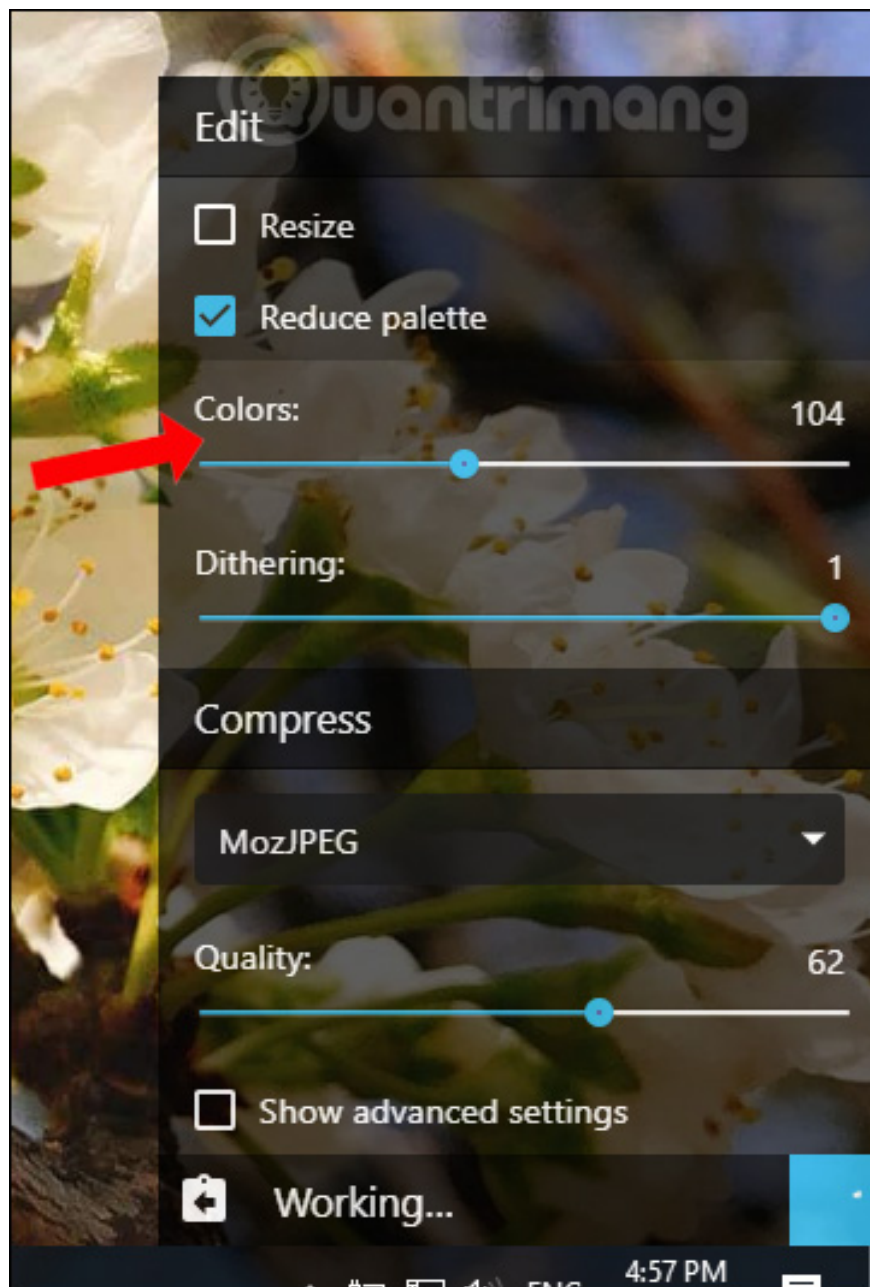 Quantrimang
Edit
Resize
Reduce palette
Colors: 104
Dithering: 1
Compress
MozJPEG
Quality: 62
Show advanced settings
Working...
4:57 PM